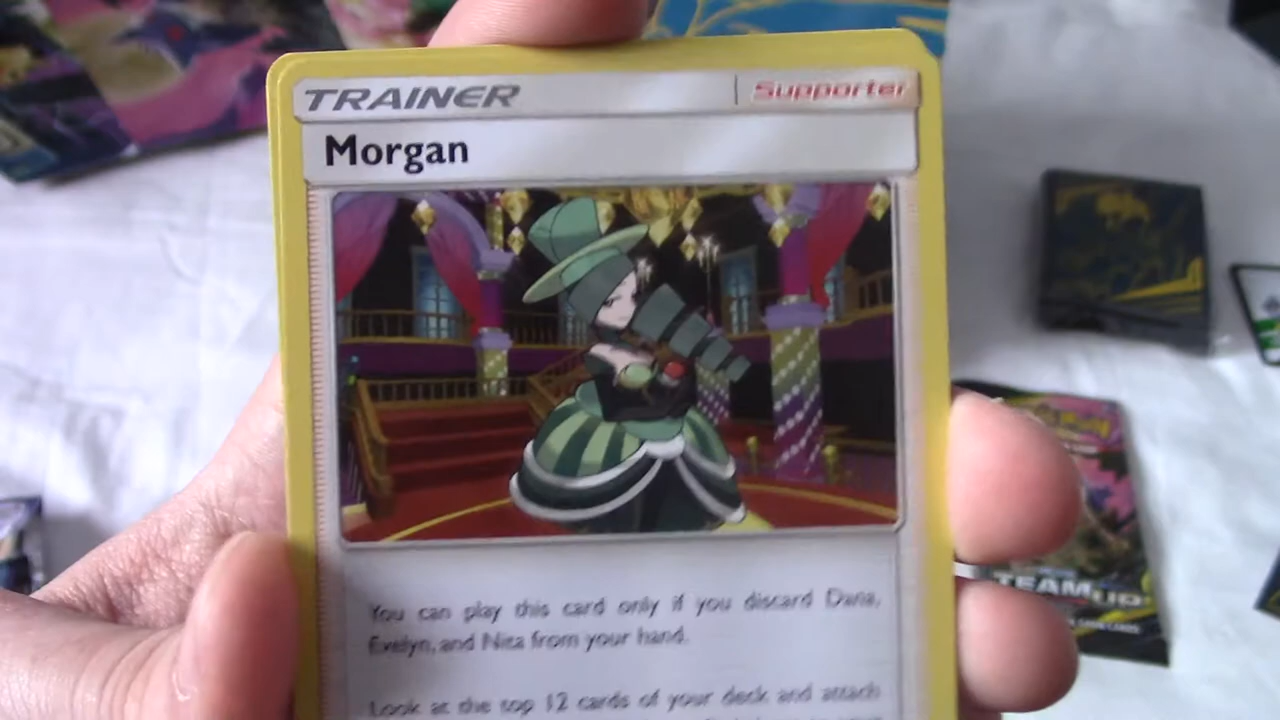 TRAINER
Supporter
Morgan
You can play this card only if you discard Dana,
Evelyn, and Nita from your hand.
Look at the top 12 cards of your deck and attach
TEAM UP